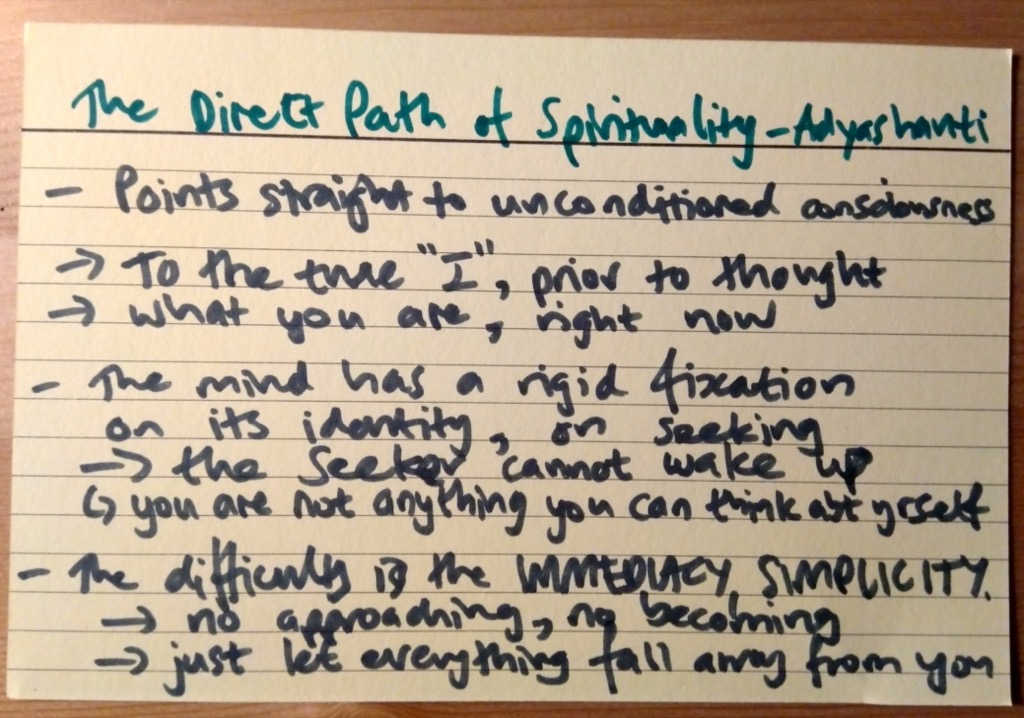 The Direct Path of Spirituality - Adyashanti
- Points straight to unconditioned consciousness
→ To the true "I", prior to thought
→ what you are, right now
- The mind has a rigid fixation
on its identity, on seeking
→ the seeker cannot wake up
↳ you are not anything you can think abt yrself
- The difficulty is the IMMEDIACY, SIMPLICITY.
→ no approaching, no becoming
→ just let everything fall away from you